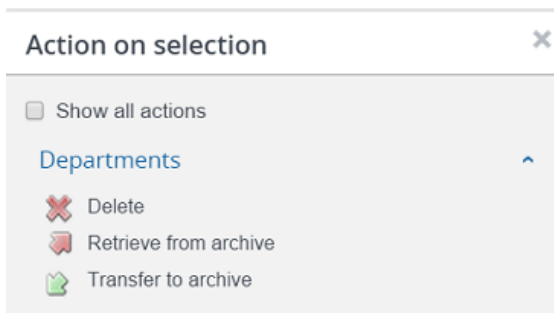 Action on selection
Show all actions
Departments
Delete
Retrieve from archive
Transfer to archive